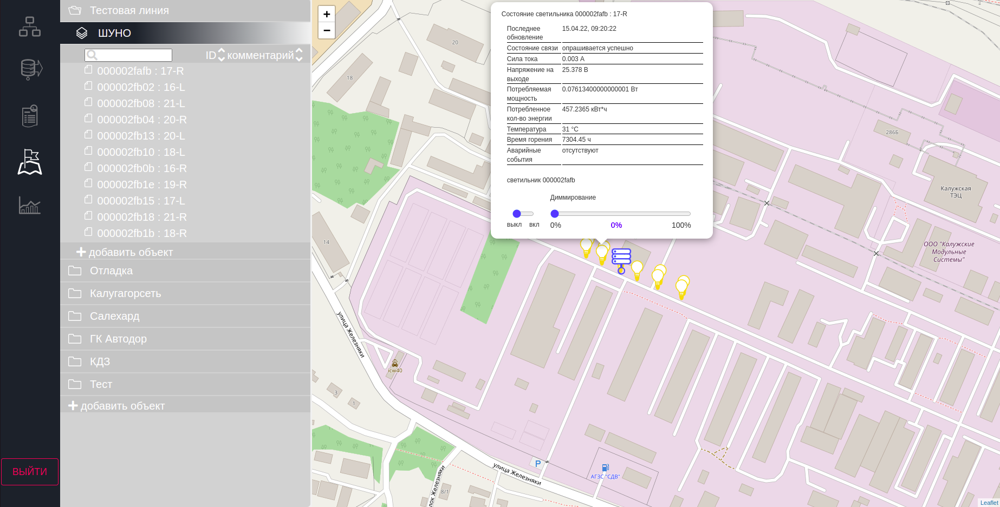 Тестовая линия
ШУНО
ID комментарий
000002fafb : 17-R
000002fb02 : 16-L
000002fb08 : 21-L
000002fb04 : 20-R
000002fb13 : 20-L
000002fb10 : 18-L
000002fb0b : 16-R
000002fb1e : 19-R
000002fb15 : 17-L
000002fb18 : 21-R
000002fb1b : 18-R
добавить объект
Отладка
Калугагорсеть
Салехард
ГК Автодор
КДЗ
Тест
добавить объект
ВЫЙТИ
+
−
Состояние светильника 000002fafb : 17-R
Последнее обновление 15.04.22, 09:20:22
Состояние связи опрашивается успешно
Сила тока 0.003 А
Напряжение на выходе 25.378 В
Потребляемая мощность 0.07613400000000001 Вт
Потребленное кол-во энергии 457.2365 кВт*ч
Температура 31 °C
Время горения 7304.45 ч
Аварийные события отсутствуют
светильник 000002fafb
Диммирование
выкл вкл 0% 0% 100%
20
18
14
286Б
Калужская
ТЭЦ
ООО "Калужские
Модульные
Системы"
улица Железняки
icw40
3
1
P
улица Железняки
АГЗС "СДВ"
8/1
лок Железняки
Leaflet